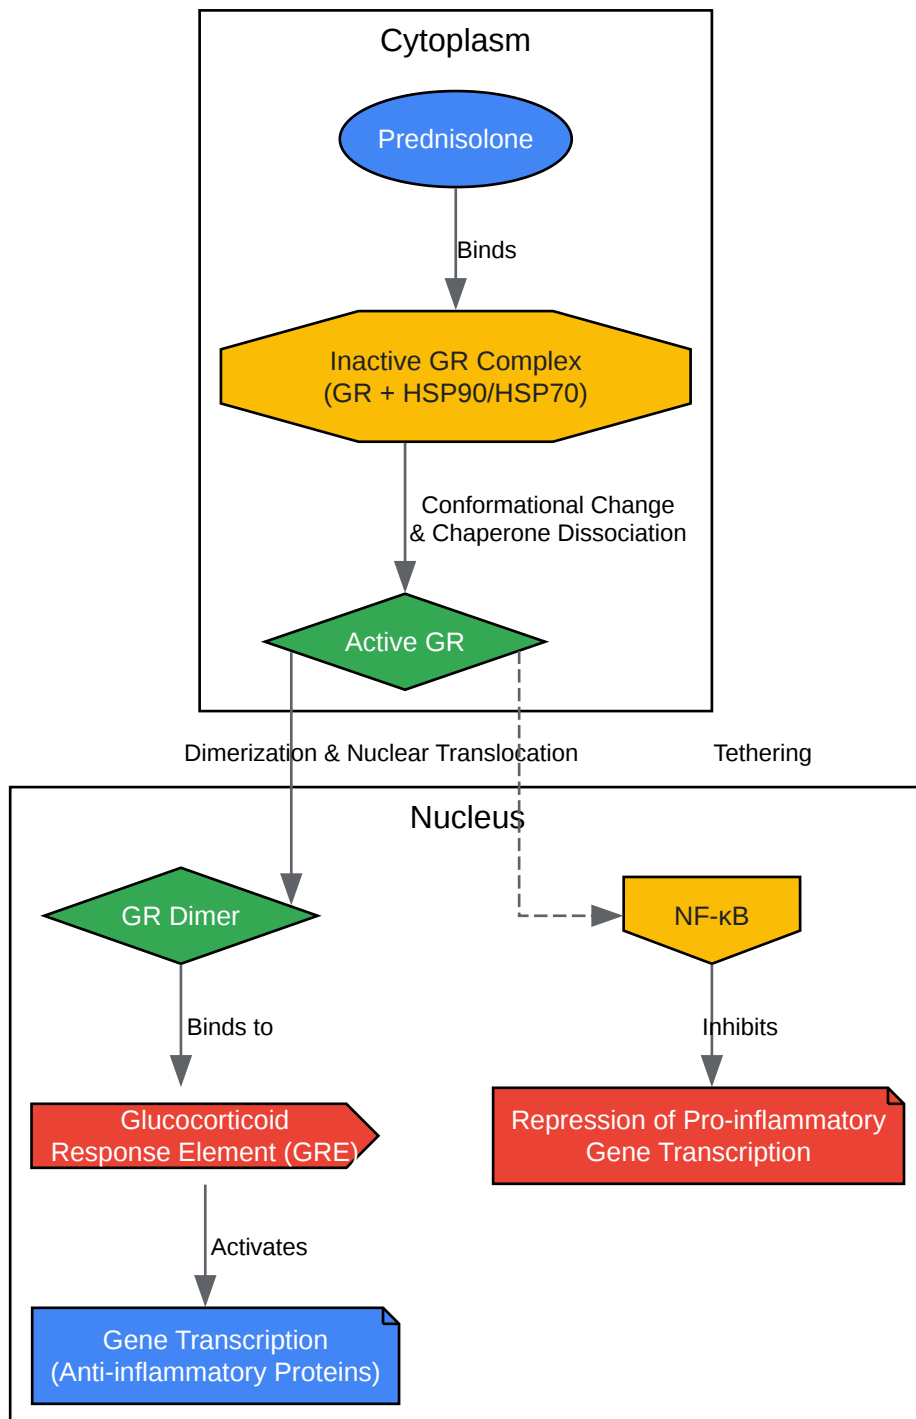 Cytoplasm
Prednisolone
Binds
Inactive GR Complex
(GR + HSP90/HSP70)
Conformational Change
& Chaperone Dissociation
Active GR
Dimerization & Nuclear Translocation
Tethering
Nucleus
GR Dimer
NF-κB
Binds to
Inhibits
Glucocorticoid
Response Element (GRE)
Repression of Pro-inflammatory
Gene Transcription
Activates
Gene Transcription
(Anti-inflammatory Proteins)